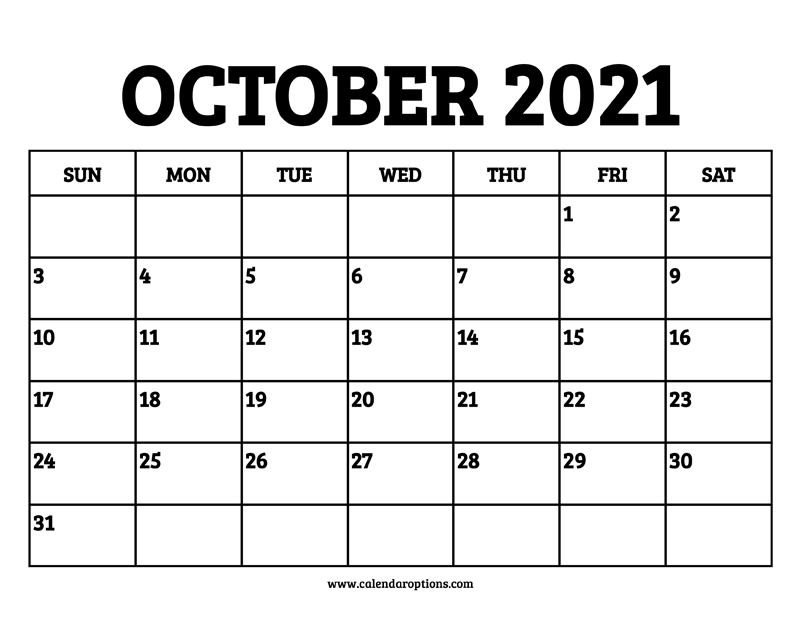 OCTOBER 2021
SUN MON TUE WED THU FRI SAT
1 2
3 4 5 6 7 8 9
10 11 12 13 14 15 16
17 18 19 20 21 22 23
24 25 26 27 28 29 30
31
www.calendaroptions.com